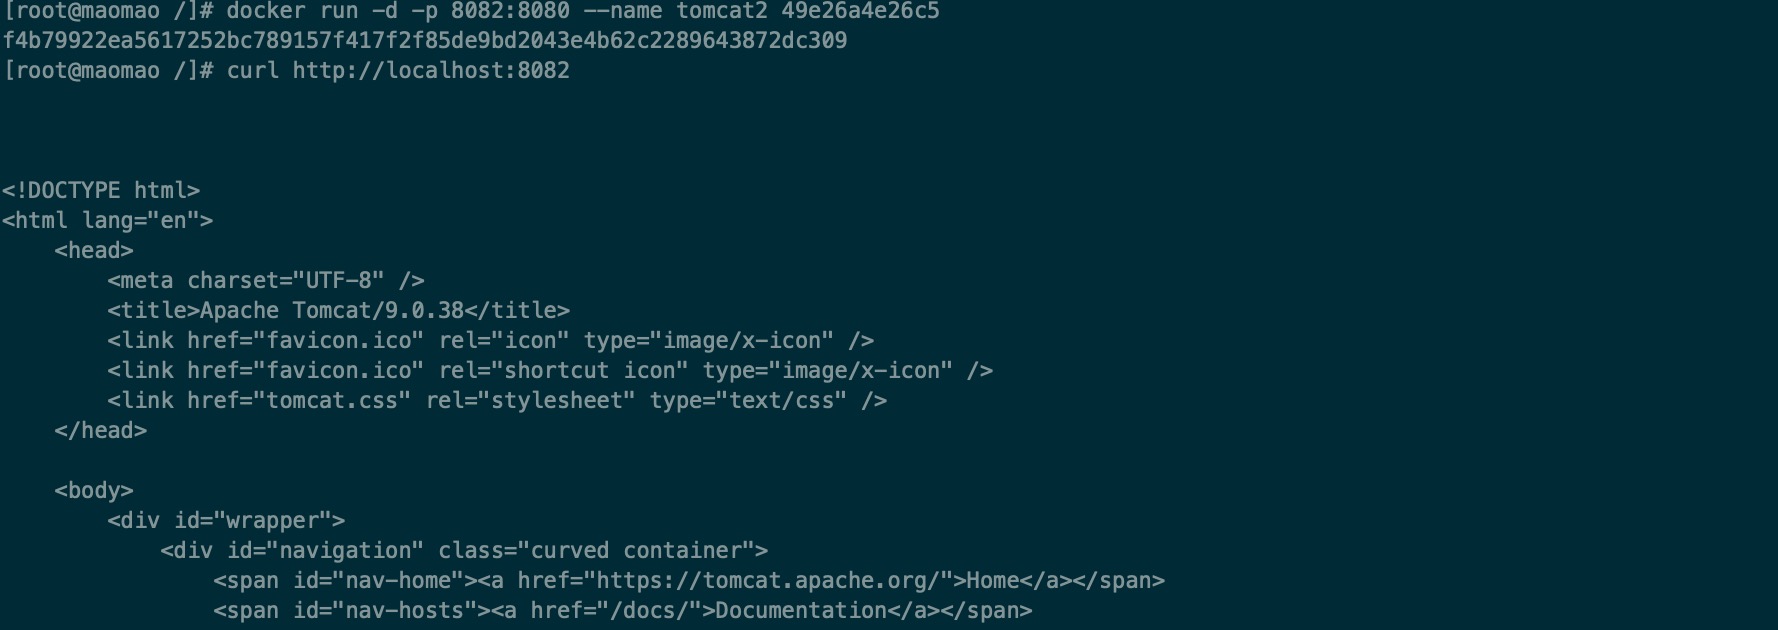 [root@maomao /]# docker run -d -p 8082:8080 --name tomcat2 49e26a4e26c5
f4b79922ea5617252bc789157f417f2f85de9bd2043e4b62c2289643872dc309
[root@maomao /]# curl http://localhost:8082
<!DOCTYPE html>
<html lang="en">
    <head>
        <meta charset="UTF-8" />
        <title>Apache Tomcat/9.0.38</title>
        <link href="favicon.ico" rel="icon" type="image/x-icon" />
        <link href="favicon.ico" rel="shortcut icon" type="image/x-icon" />
        <link href="tomcat.css" rel="stylesheet" type="text/css" />
    </head>
    <body>
        <div id="wrapper">
            <div id="navigation" class="curved container">
                <span id="nav-home"><a href="https://tomcat.apache.org/">Home</a></span>
                <span id="nav-hosts"><a href="/docs/">Documentation</a></span>